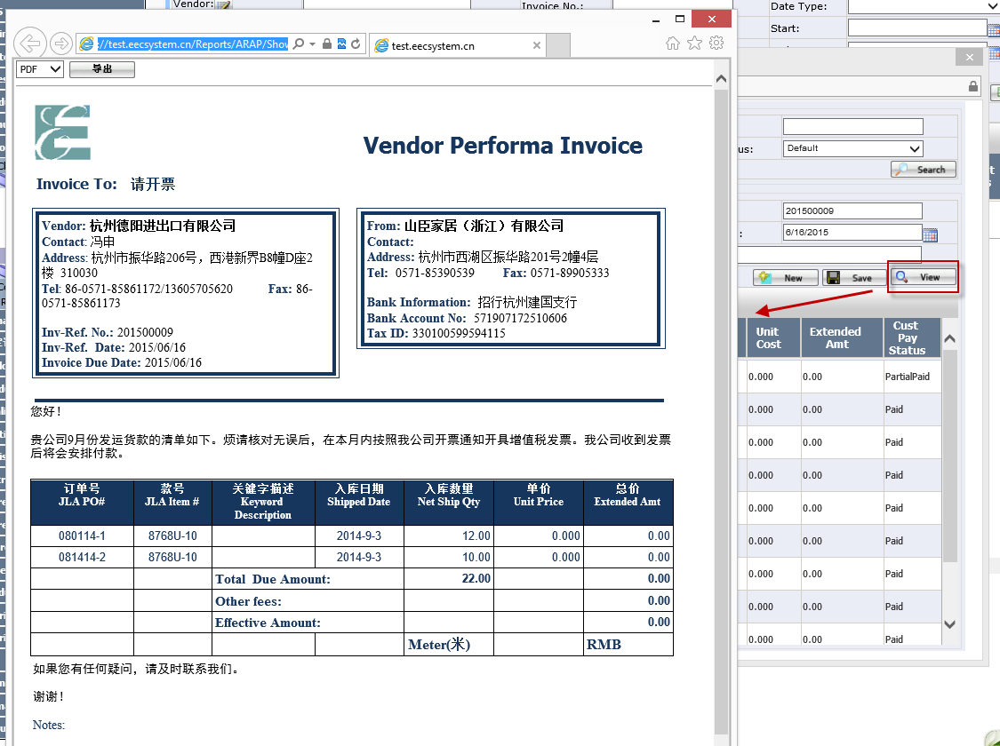 Vendor:
Invoice No.:
Date Type:
Start:
//test.eecsystem.cn/Reports/ARAP/Show
test.eecsystem.cn
PDF
导出
Vendor Performa Invoice
Invoice To: 请开票
Vendor: 杭州德阳进出口有限公司
Contact: 冯申
Address: 杭州市振华路206号，西港新界B8幢D座2
楼 310030
Tel: 86-0571-85861172/13605705620 Fax: 86-
0571-85861173
Inv-Ref. No.: 201500009
Inv-Ref. Date: 2015/06/16
Invoice Due Date: 2015/06/16
From: 山臣家居（浙江）有限公司
Contact:
Address: 杭州市西湖区振华路201号2幢4层
Tel: 0571-85390539 Fax: 0571-89905333
Bank Information: 招行杭州建国支行
Bank Account No: 571907172510606
Tax ID: 330100599594115
您好！
贵公司9月份发运货款的清单如下。烦请核对无误后，在本月内按照我公司开票通知开具增值税发票。我公司收到发票
后将会安排付款。
订单号 款号 关键字描述 入库日期 入库数量 单价 总价
JLA PO# JLA Item # Keyword Shipped Date Net Ship Qty Unit Price Extended Amt
Description
080114-1 8768U-10 2014-9-3 12.00 0.000 0.00
081414-2 8768U-10 2014-9-3 10.00 0.000 0.00
Total Due Amount: 22.00 0.00
Other fees: 0.00
Effective Amount: 0.00
Meter(米) RMB
如果您有任何疑问，请及时联系我们。
谢谢！
Notes:
us:
Default
Search
201500009
:
6/16/2015
New Save View
Unit Extended Cust
Cost Amt Pay
Status
0.000 0.00 PartialPaid
0.000 0.00 Paid
0.000 0.00 Paid
0.000 0.00 Paid
0.000 0.00 Paid
0.000 0.00 Paid
0.000 0.00 Paid
0.000 0.00 Paid
0.000 0.00 Paid